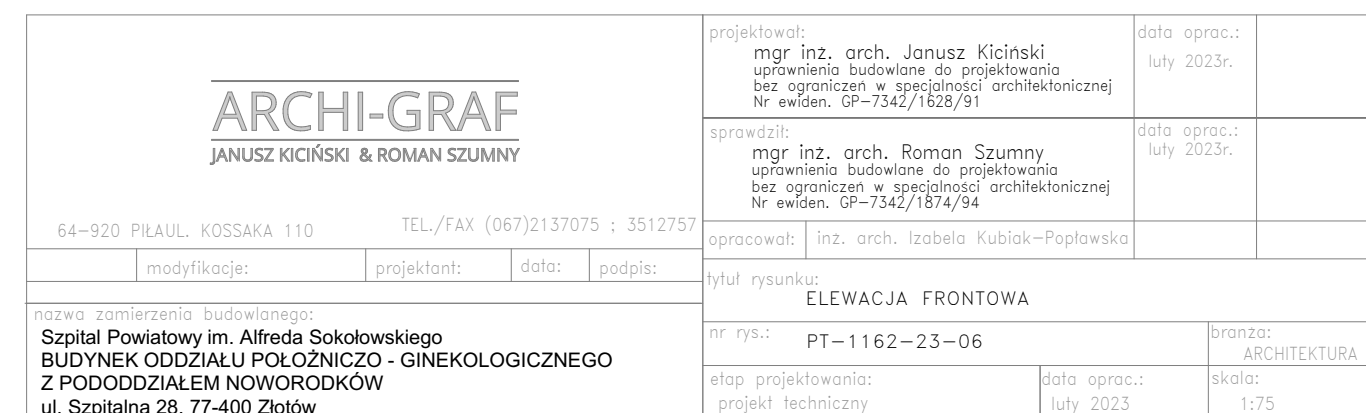 ARCHI-GRAF
JANUSZ KICIŃSKI & ROMAN SZUMNY
64-920 PIŁAUL. KOSSAKA 110
TEL./FAX (067)2137075 ; 3512757
modyfikacje: projektant: data: podpis:
nazwa zamierzenia budowlanego:
Szpital Powiatowy im. Alfreda Sokołowskiego
BUDYNEK ODDZIAŁU POŁOŻNICZO - GINEKOLOGICZNEGO
Z PODODDZIAŁEM NOWORODKÓW
ul. Szpitalna 28, 77-400 Złotów
projektował:
mgr inż. arch. Janusz Kiciński
uprawnienia budowlane do projektowania
bez ograniczeń w specjalności architektonicznej
Nr ewiden. GP-7342/1628/91
data oprac.:
luty 2023r.
sprawdził:
mgr inż. arch. Roman Szumny
uprawnienia budowlane do projektowania
bez ograniczeń w specjalności architektonicznej
Nr ewiden. GP-7342/1874/94
data oprac.:
luty 2023r.
opracował: inż. arch. Izabela Kubiak-Popławska
tytuł rysunku:
ELEWACJA FRONTOWA
nr rys.: PT-1162-23-06
branża:
ARCHITEKTURA
etap projektowania:
projekt techniczny
data oprac.:
luty 2023
skala:
1:75